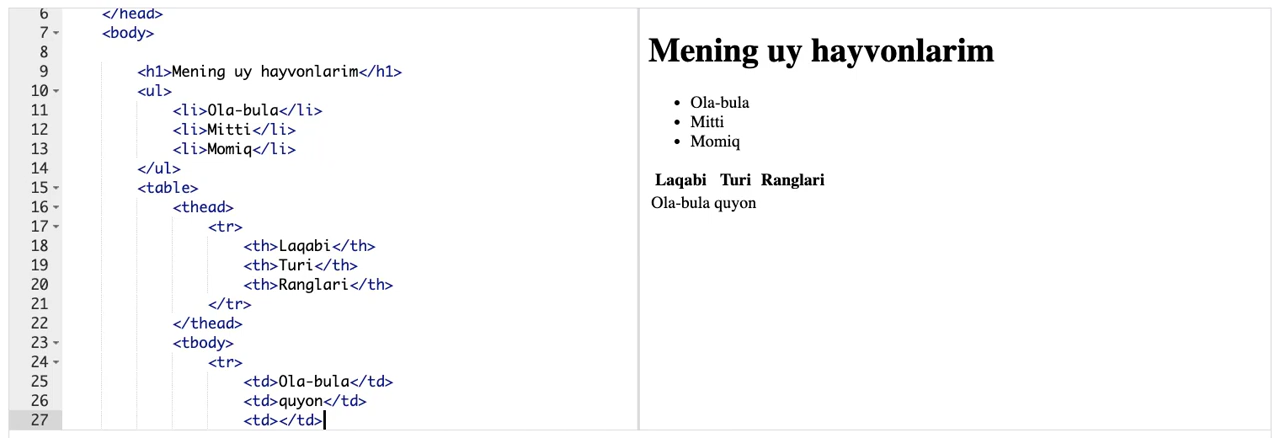 6 </head>
7 <body>
8
9 <h1>Mening uy hayvonlarim</h1>
10 <ul>
11 <li>Ola-bula</li>
12 <li>Mitti</li>
13 <li>Momiq</li>
14 </ul>
15 <table>
16 <thead>
17 <tr>
18 <th>Laqabi</th>
19 <th>Turi</th>
20 <th>Ranglari</th>
21 </tr>
22 </thead>
23 <tbody>
24 <tr>
25 <td>Ola-bula</td>
26 <td>quyon</td>
27 <td></td>
Mening uy hayvonlarim
• Ola-bula
• Mitti
• Momiq
Laqabi Turi Ranglari
Ola-bula quyon